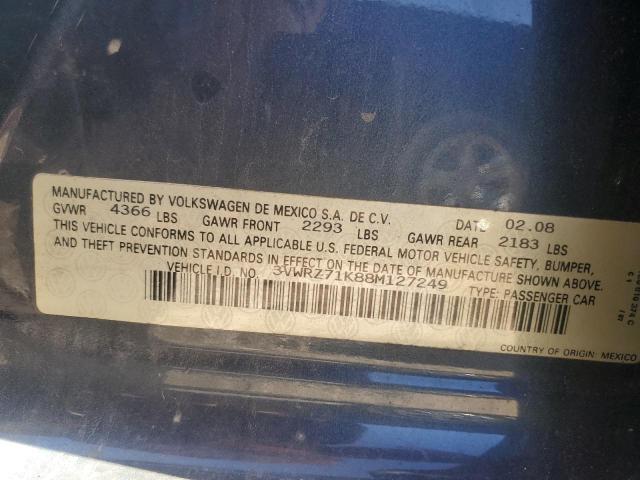 MANUFACTURED BY VOLKSWAGEN DE MEXICO S.A. DE C.V. DATE 02.08
GVWR 4366 LBS GAWR FRONT 2293 LBS GAWR REAR 2183 LBS
THIS VEHICLE CONFORMS TO ALL APPLICABLE U.S. FEDERAL MOTOR VEHICLE SAFETY, BUMPER,
AND THEFT PREVENTION STANDARDS IN EFFECT ON THE DATE OF MANUFACTURE SHOWN ABOVE.
VEHICLE I.D. NO. 3VWRZ71K88M127249 TYPE: PASSENGER CAR
COUNTRY OF ORIGIN: MEXICO